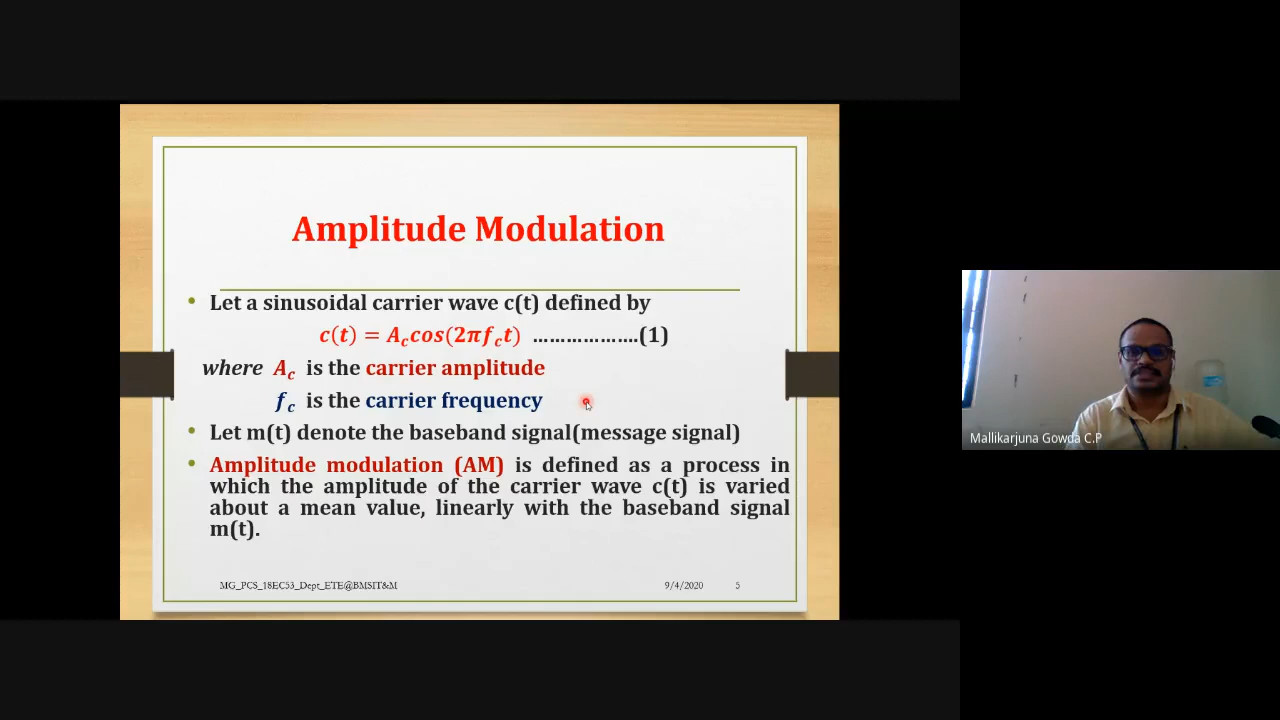 Amplitude Modulation
• Let a sinusoidal carrier wave c(t) defined by
c(t) = A_c cos(2πf_c t) ....................(1)
where A_c is the carrier amplitude
f_c is the carrier frequency
• Let m(t) denote the baseband signal(message signal)
• Amplitude modulation (AM) is defined as a process in
which the amplitude of the carrier wave c(t) is varied
about a mean value, linearly with the baseband signal
m(t).
MG_PCS_18EC53_Dept_ETE@BMSIT&M 9/4/2020 5
Mallikarjuna Gowda C.P